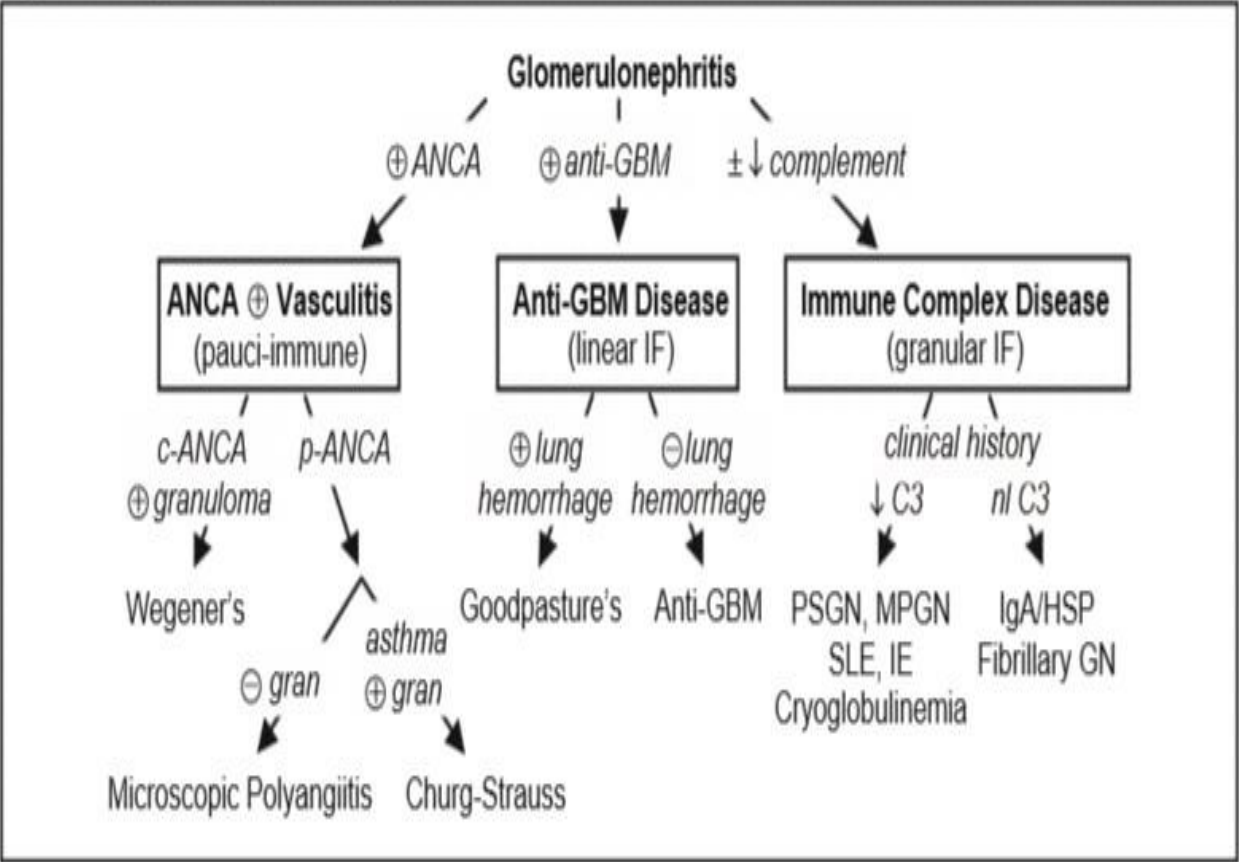 Glomerulonephritis
⊕ ANCA
⊕ anti-GBM
± ↓ complement
ANCA ⊕ Vasculitis
(pauci-immune)
Anti-GBM Disease
(linear IF)
Immune Complex Disease
(granular IF)
c-ANCA
⊕ granuloma
p-ANCA
⊕ lung
hemorrhage
⊖ lung
hemorrhage
clinical history
↓ C3
nl C3
Wegener's
Goodpasture's
Anti-GBM
PSGN, MPGN
SLE, IE
Cryoglobulinemia
IgA/HSP
Fibrillary GN
⊖ gran
asthma
⊕ gran
Microscopic Polyangiitis
Churg-Strauss